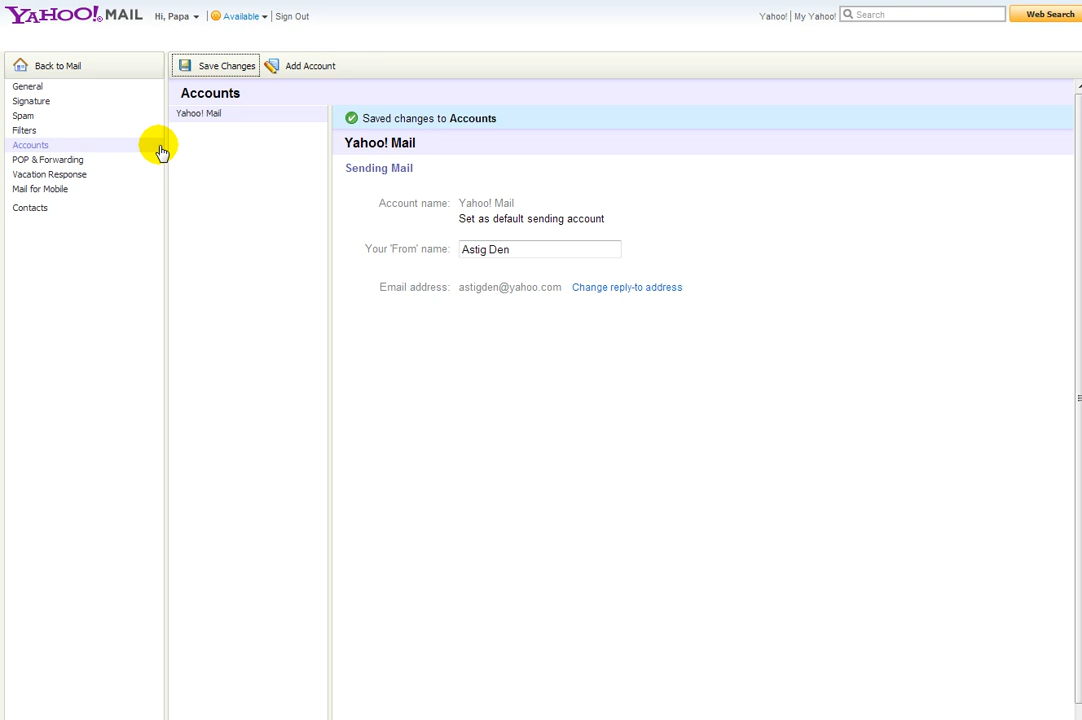 YAHOO! MAIL Hi, Papa | Available | Sign Out Yahoo! | My Yahoo! Search Web Search
Back to Mail Save Changes Add Account
General
Signature
Spam
Filters
Accounts
POP & Forwarding
Vacation Response
Mail for Mobile
Contacts
Accounts
Yahoo! Mail
Saved changes to Accounts
Yahoo! Mail
Sending Mail
Account name: Yahoo! Mail
Set as default sending account
Your 'From' name: Astig Den
Email address: astigden@yahoo.com Change reply-to address